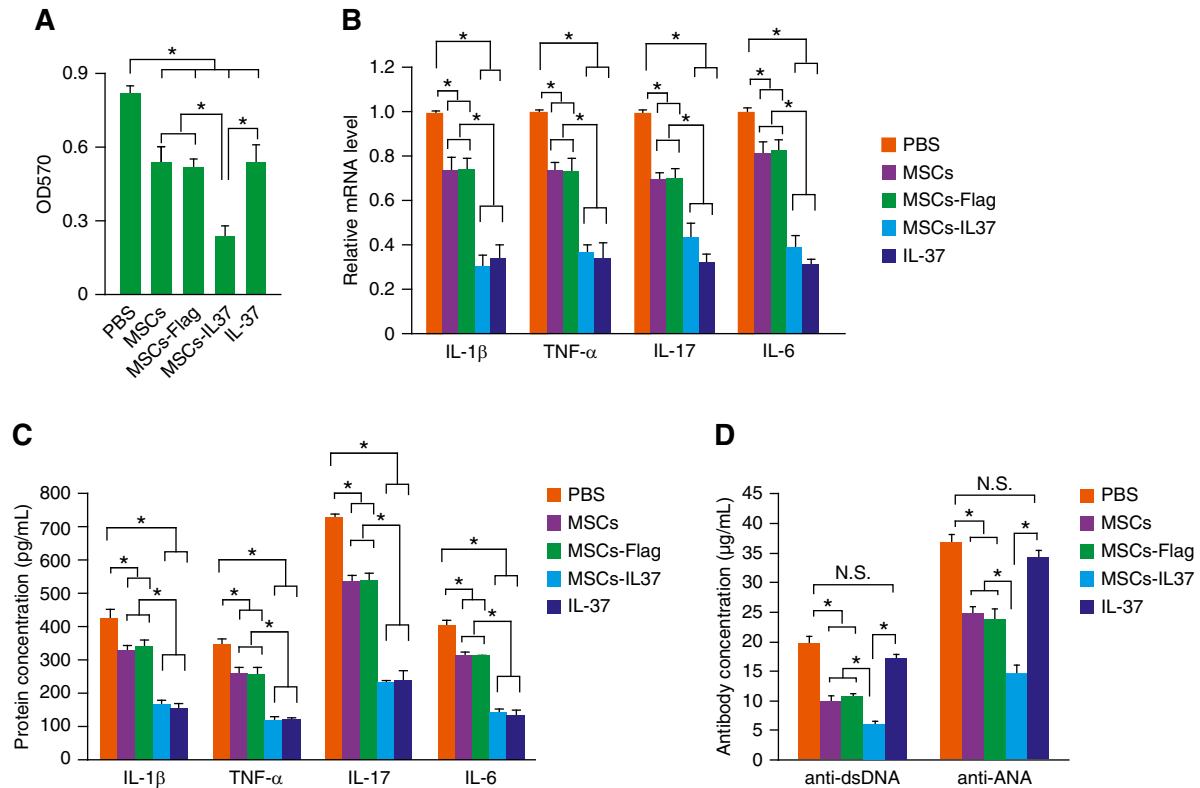 A
*
*
*
0.9
0.6
0.3
0
OD570
PBS
MSCs
MSCs-Flag
MSCs-IL37
IL-37
B
* * * *
* * * *
* * * *
1.2
1.0
0.8
0.6
0.4
0.2
0
Relative mRNA level
IL-1β TNF-α IL-17 IL-6
PBS
MSCs
MSCs-Flag
MSCs-IL37
IL-37
C
* * * *
* * * *
* * * *
800
700
600
500
400
300
200
100
0
Protein concentration (pg/mL)
IL-1β TNF-α IL-17 IL-6
PBS
MSCs
MSCs-Flag
MSCs-IL37
IL-37
D
N.S.
* *
*
N.S.
* *
*
45
40
35
30
25
20
15
10
5
0
Antibody concentration (μg/mL)
anti-dsDNA anti-ANA
PBS
MSCs
MSCs-Flag
MSCs-IL37
IL-37